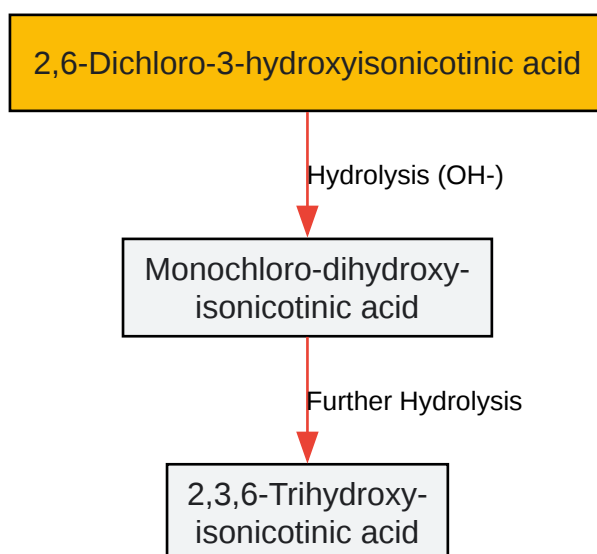 2,6-Dichloro-3-hydroxyisonicotinic acid
Hydrolysis (OH-)
Monochloro-dihydroxy-
isonicotinic acid
Further Hydrolysis
2,3,6-Trihydroxy-
isonicotinic acid